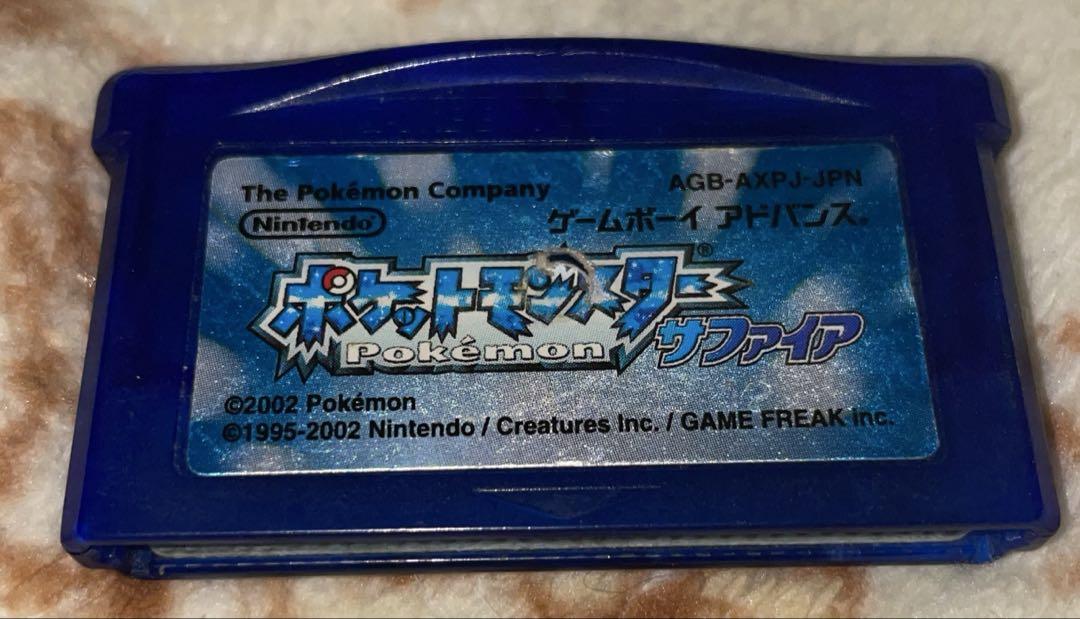 The Pokémon Company
AGB-AXPJ-JPN
Nintendo
ゲームボーイ アドバンス®
ポケットモンスター®
Pokémon
サファイア
©2002 Pokémon
©1995-2002 Nintendo / Creatures Inc. / GAME FREAK inc.